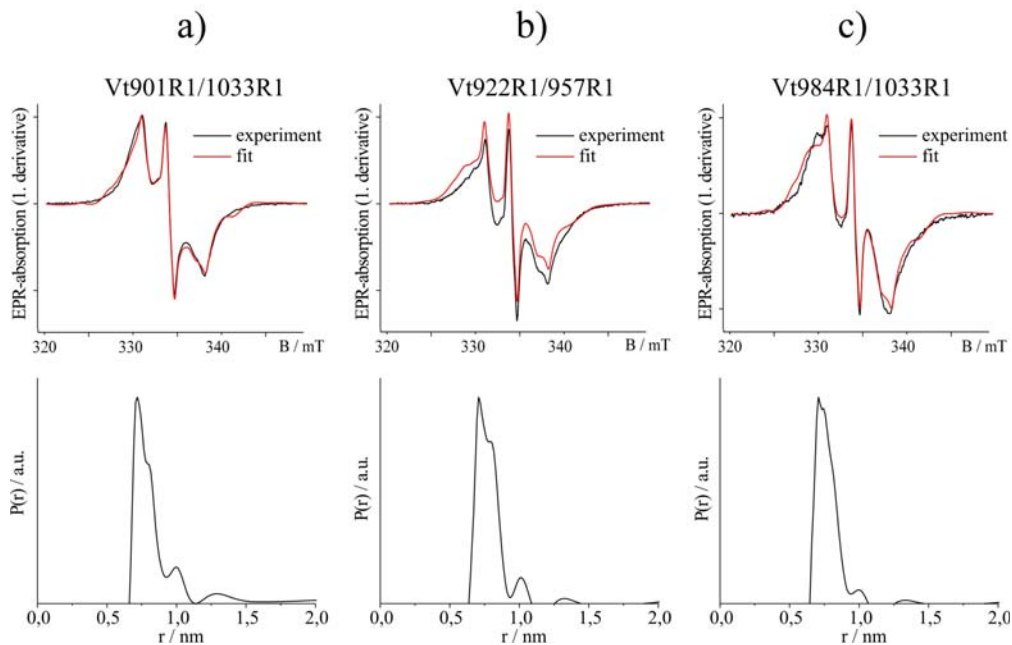 a)
Vt901R1/1033R1
EPR-absorption (1. derivative)
experiment
fit
320
330
340
B / mT
P(r) / a.u.
0,0
0,5
1,0
1,5
2,0
r / nm
b)
Vt922R1/957R1
EPR-absorption (1. derivative)
experiment
fit
320
330
340
B / mT
P(r) / a.u.
0,0
0,5
1,0
1,5
2,0
r / nm
c)
Vt984R1/1033R1
EPR-absorption (1. derivative)
experiment
fit
320
330
340
B / mT
P(r) / a.u.
0,0
0,5
1,0
1,5
2,0
r / nm